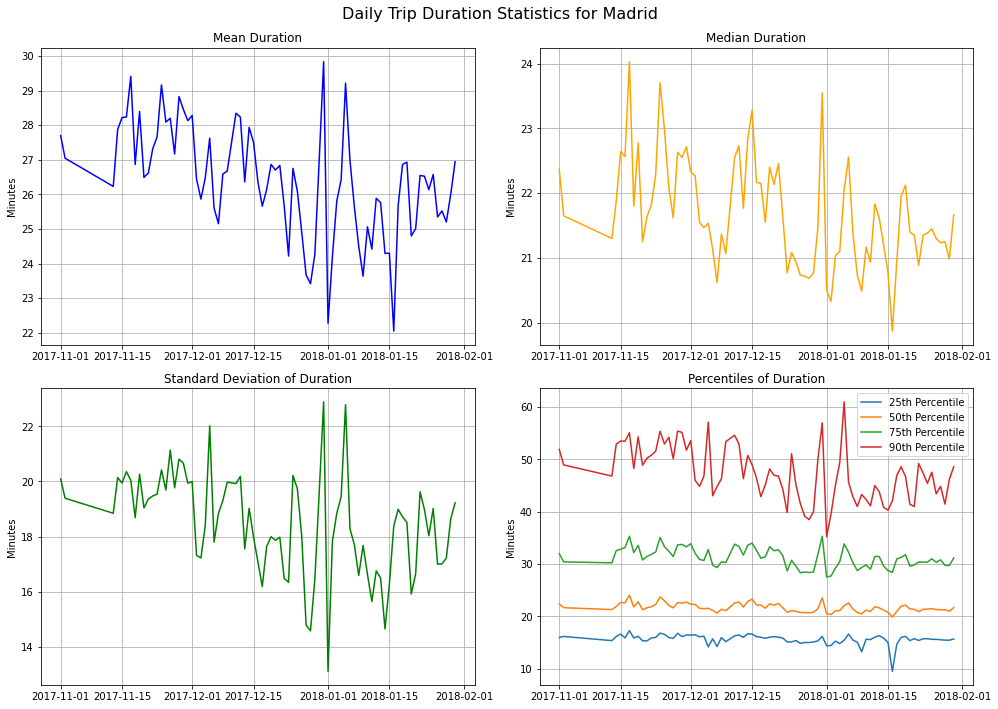 Daily Trip Duration Statistics for Madrid
Mean Duration
Minutes
30
29
28
27
26
25
24
23
22
2017-11-01 2017-11-15 2017-12-01 2017-12-15 2018-01-01 2018-01-15 2018-02-01
Median Duration
Minutes
24
23
22
21
20
2017-11-01 2017-11-15 2017-12-01 2017-12-15 2018-01-01 2018-01-15 2018-02-01
Standard Deviation of Duration
Minutes
22
20
18
16
14
2017-11-01 2017-11-15 2017-12-01 2017-12-15 2018-01-01 2018-01-15 2018-02-01
Percentiles of Duration
Minutes
60
50
40
30
20
10
25th Percentile
50th Percentile
75th Percentile
90th Percentile
2017-11-01 2017-11-15 2017-12-01 2017-12-15 2018-01-01 2018-01-15 2018-02-01